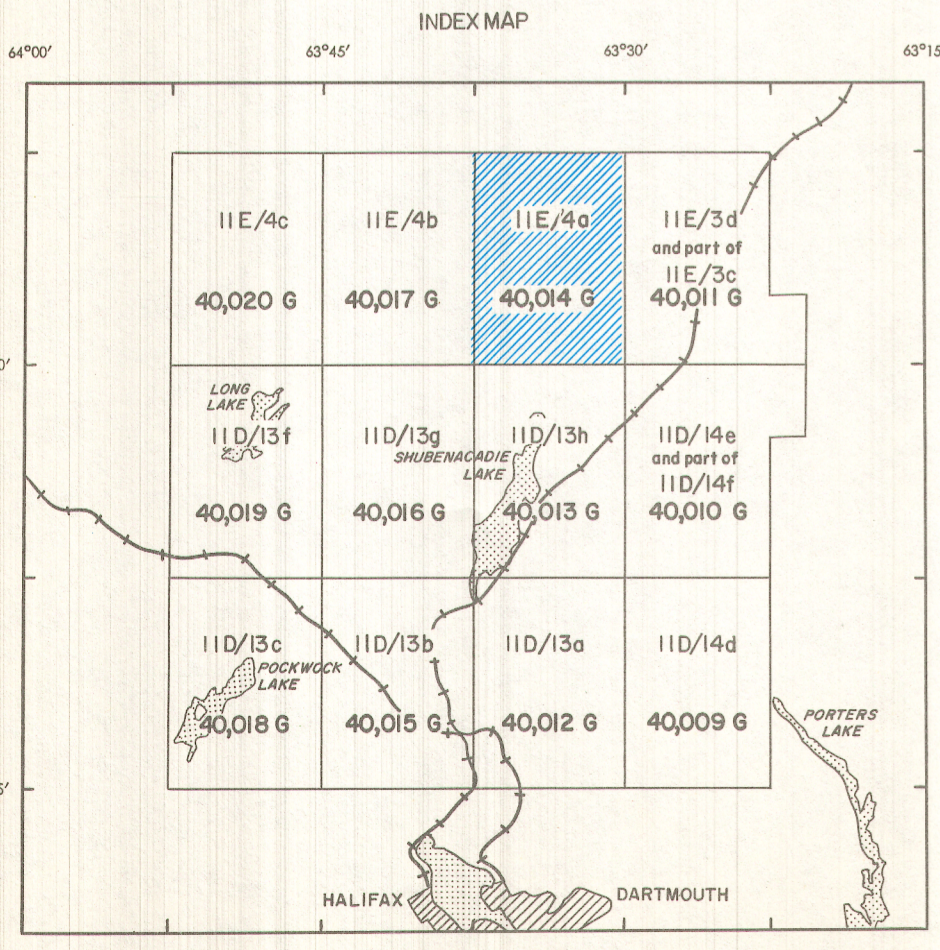 INDEX MAP
64°00′ 63°45′ 63°30′ 63°15
11E/4c 11E/4b 11E/4a 11E/3d
and part of
11E/3c
40,020 G 40,017 G 40,014 G 40,011 G
0′
LONG
LAKE
11D/13f 11D/13g 11D/13h 11D/14e
SHUBENACADIE
LAKE
and part of
11D/14f
40,019 G 40,016 G 40,013 G 40,010 G
11D/13c 11D/13b 11D/13a 11D/14d
POCKWOCK
LAKE
40,018 G 40,015 G 40,012 G 40,009 G
PORTERS
LAKE
5′
HALIFAX DARTMOUTH